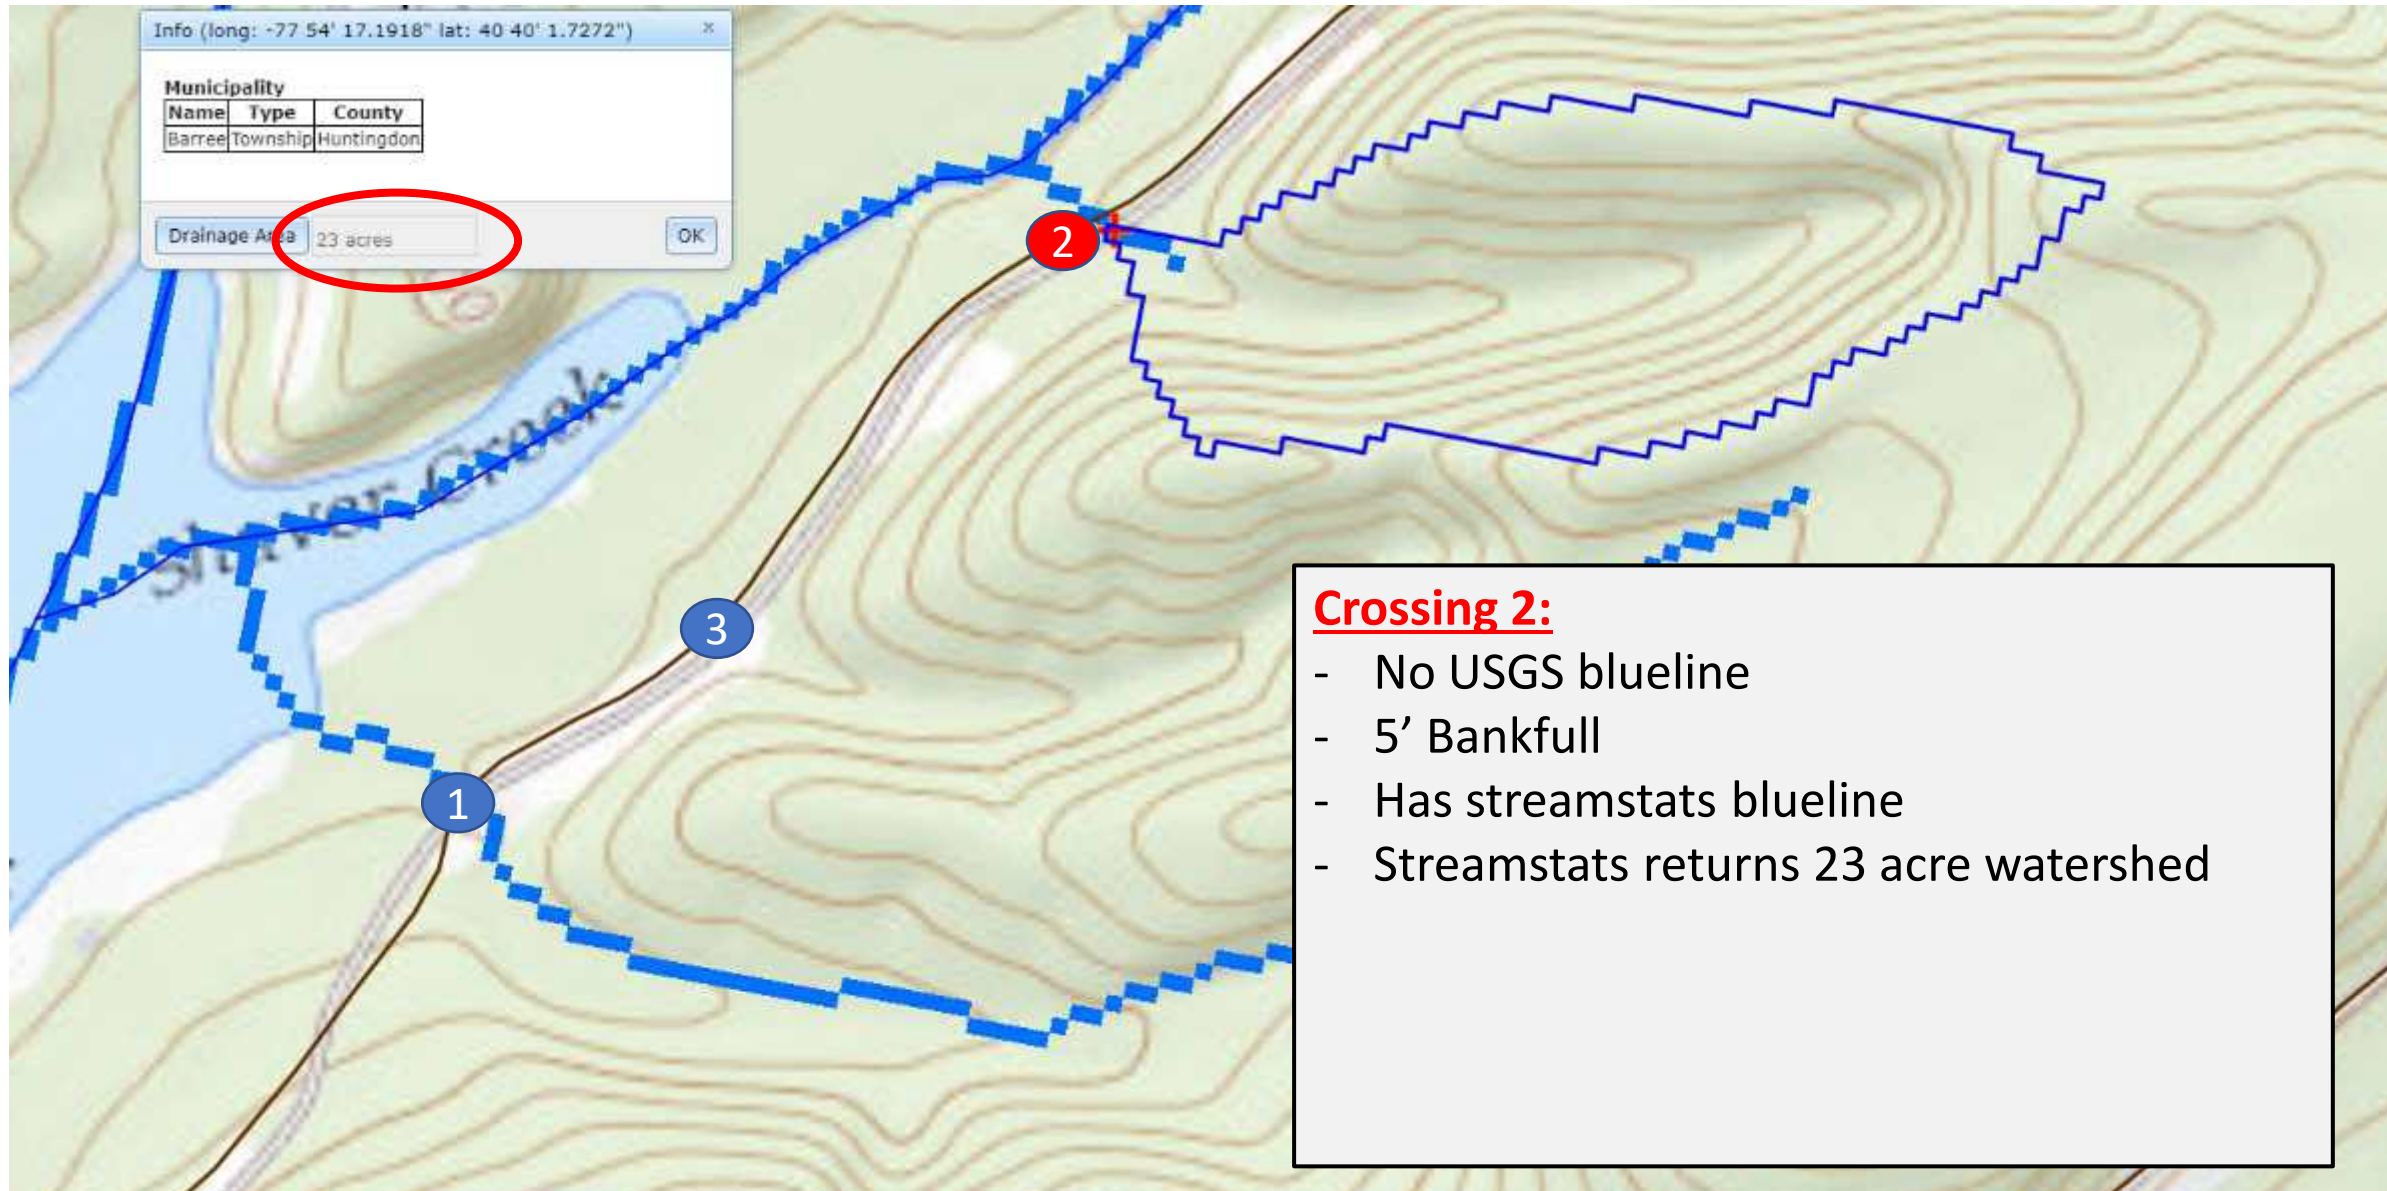 Info (long: -77 54' 17.1918" lat: 40 40' 1.7272")
×
Municipality
Name Type County
Barree Township Huntingdon
Drainage Area 23 acres OK
2
Shaver Creek
3
1
Crossing 2:
- No USGS blueline
- 5’ Bankfull
- Has streamstats blueline
- Streamstats returns 23 acre watershed